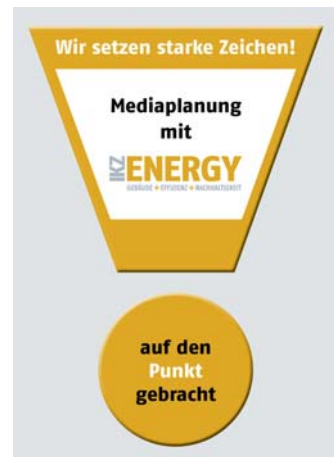 Wir setzen starke Zeichen!
Mediaplanung
mit
IKZ ENERGY
GEBÄUDE + EFFIZIENZ + NACHHALTIGKEIT
auf den
Punkt
gebracht